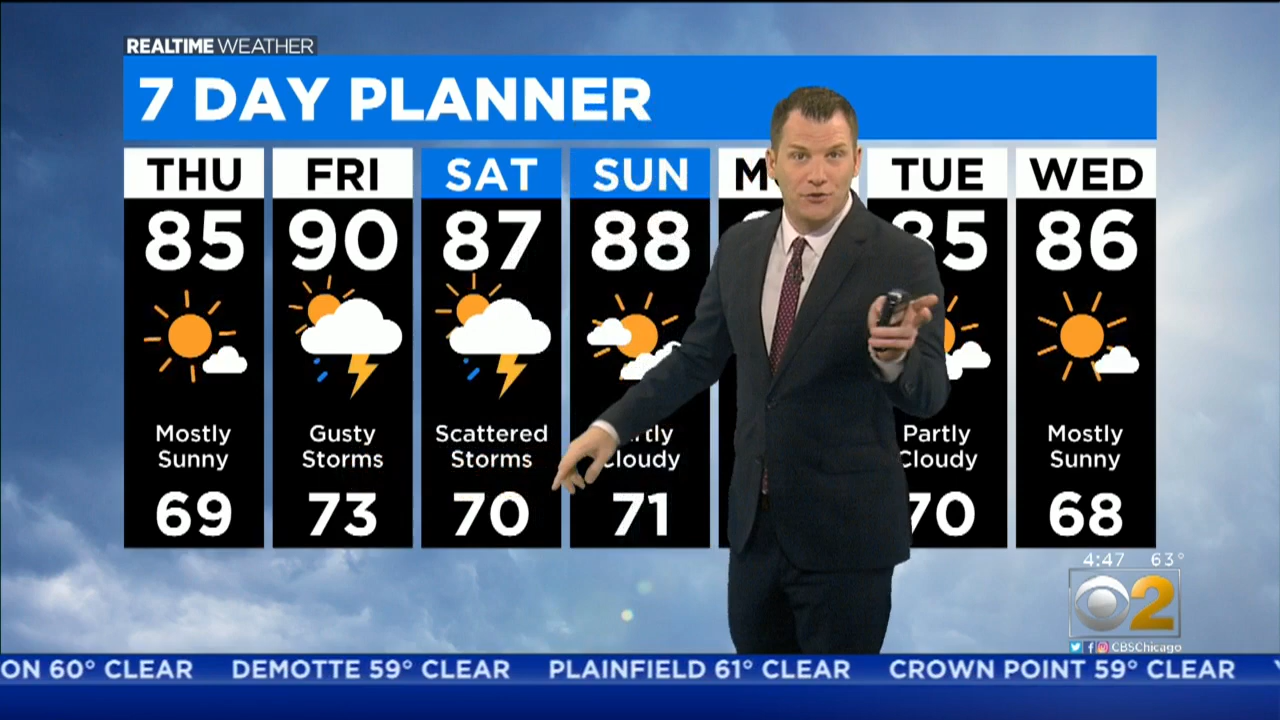 REALTIME WEATHER
7 DAY PLANNER
THU FRI SAT SUN TUE WED
85 90 87 88 86
Mostly Gusty Scattered Partly Mostly
Sunny Storms Storms Cloudy Cloudy Sunny
69 73 70 71 70 68
4:47 63°
2
CBSChicago
60° CLEAR DEMOTTE 59° CLEAR PLAINFIELD 61° CLEAR CROWN POINT 59° CLEAR